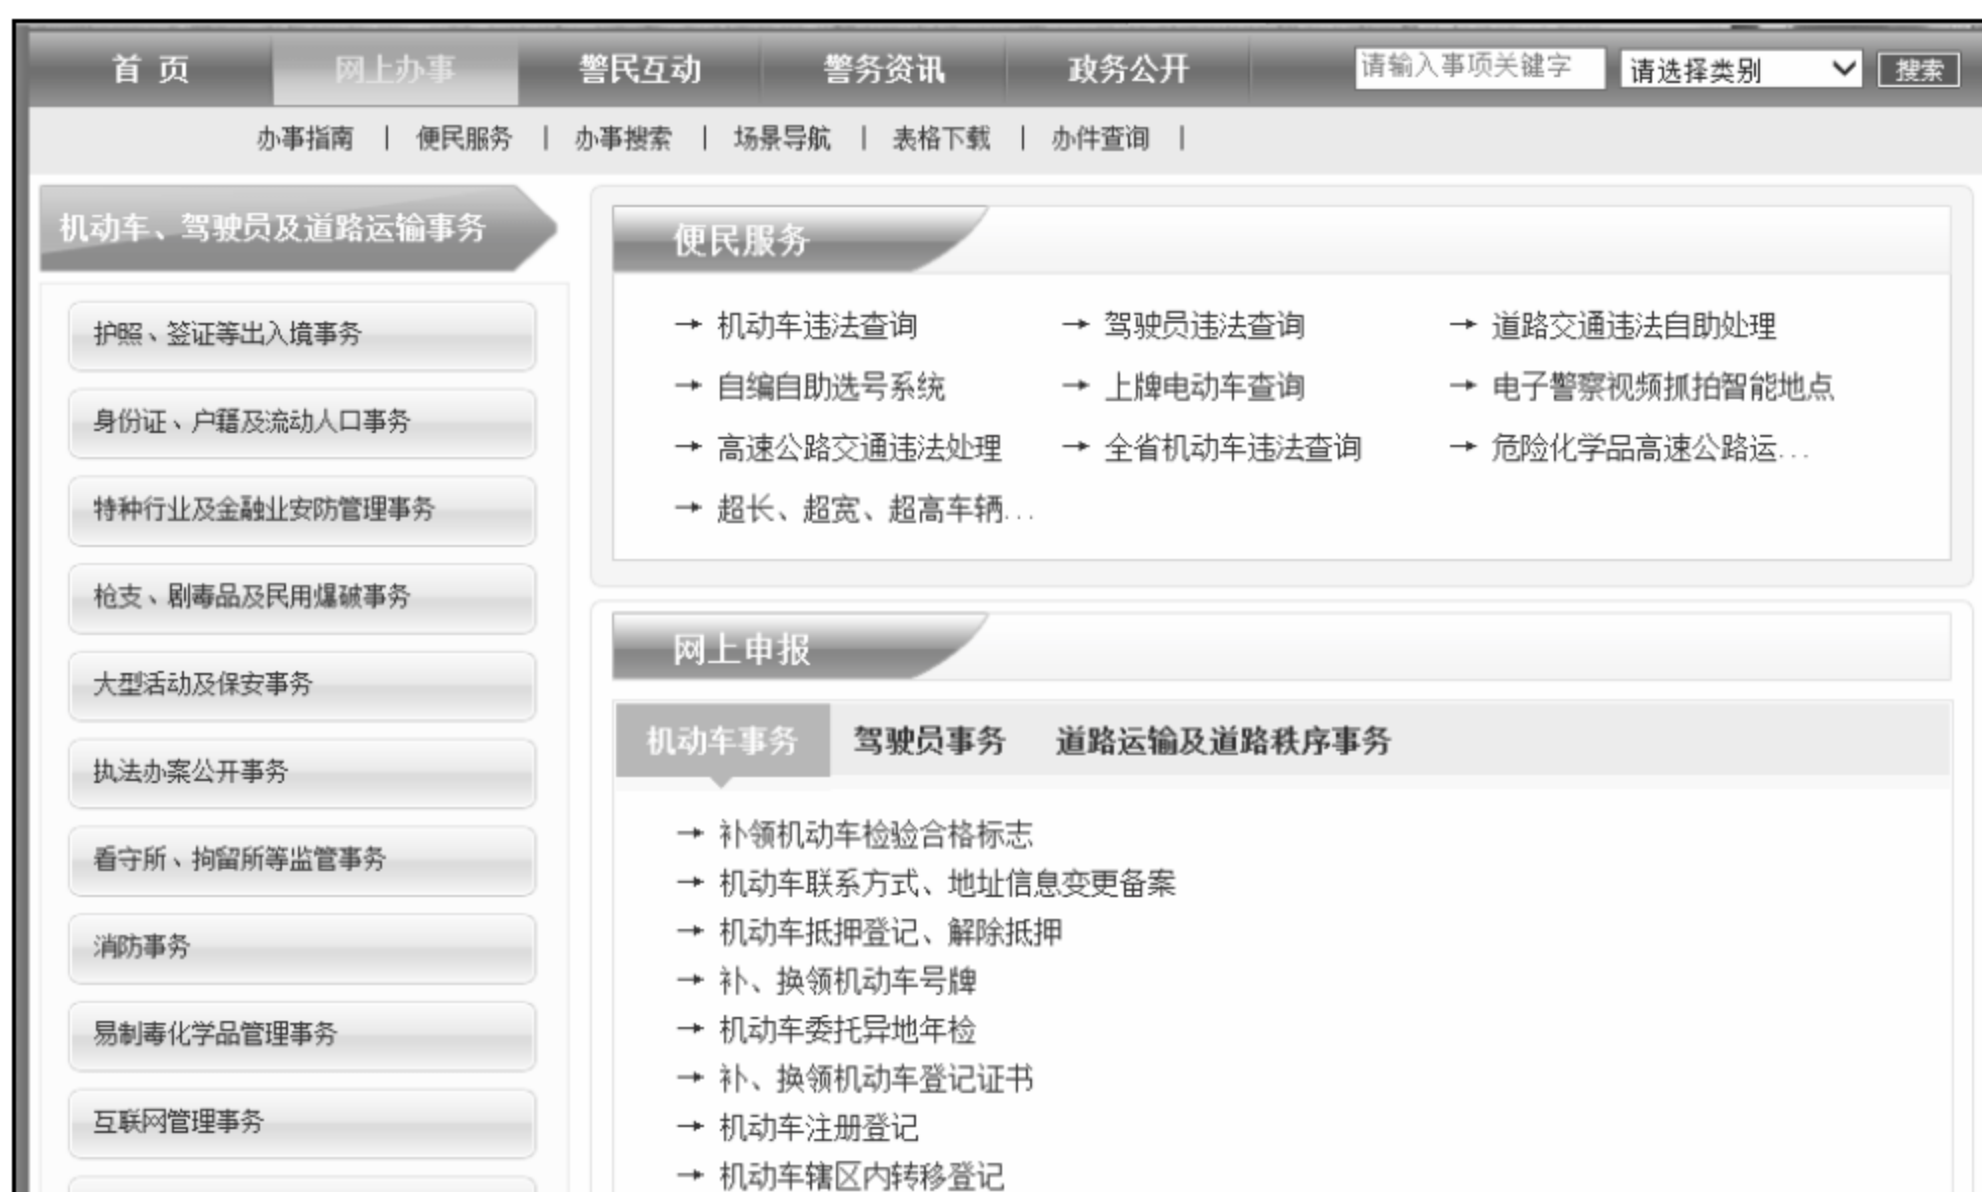 首 页 网上办事 警民互动 警务资讯 政务公开 请输入事项关键字 请选择类别 搜索
办事指南 | 便民服务 | 办事搜索 | 场景导航 | 表格下载 | 办件查询 |
机动车、驾驶员及道路运输事务
护照、签证等出入境事务
身份证、户籍及流动人口事务
特种行业及金融业安防管理事务
枪支、剧毒品及民用爆破事务
大型活动及保安事务
执法办案公开事务
看守所、拘留所等监管事务
消防事务
易制毒化学品管理事务
互联网管理事务
便民服务
→ 机动车违法查询 → 驾驶员违法查询 → 道路交通违法自助处理
→ 自编自助选号系统 → 上牌电动车查询 → 电子警察视频抓拍智能地点
→ 高速公路交通违法处理 → 全省机动车违法查询 → 危险化学品高速公路运...
→ 超长、超宽、超高车辆...
网上申报
机动车事务 驾驶员事务 道路运输及道路秩序事务
→ 补领机动车检验合格标志
→ 机动车联系方式、地址信息变更备案
→ 机动车抵押登记、解除抵押
→ 补、换领机动车号牌
→ 机动车委托异地年检
→ 补、换领机动车登记证书
→ 机动车注册登记
→ 机动车辖区内转移登记